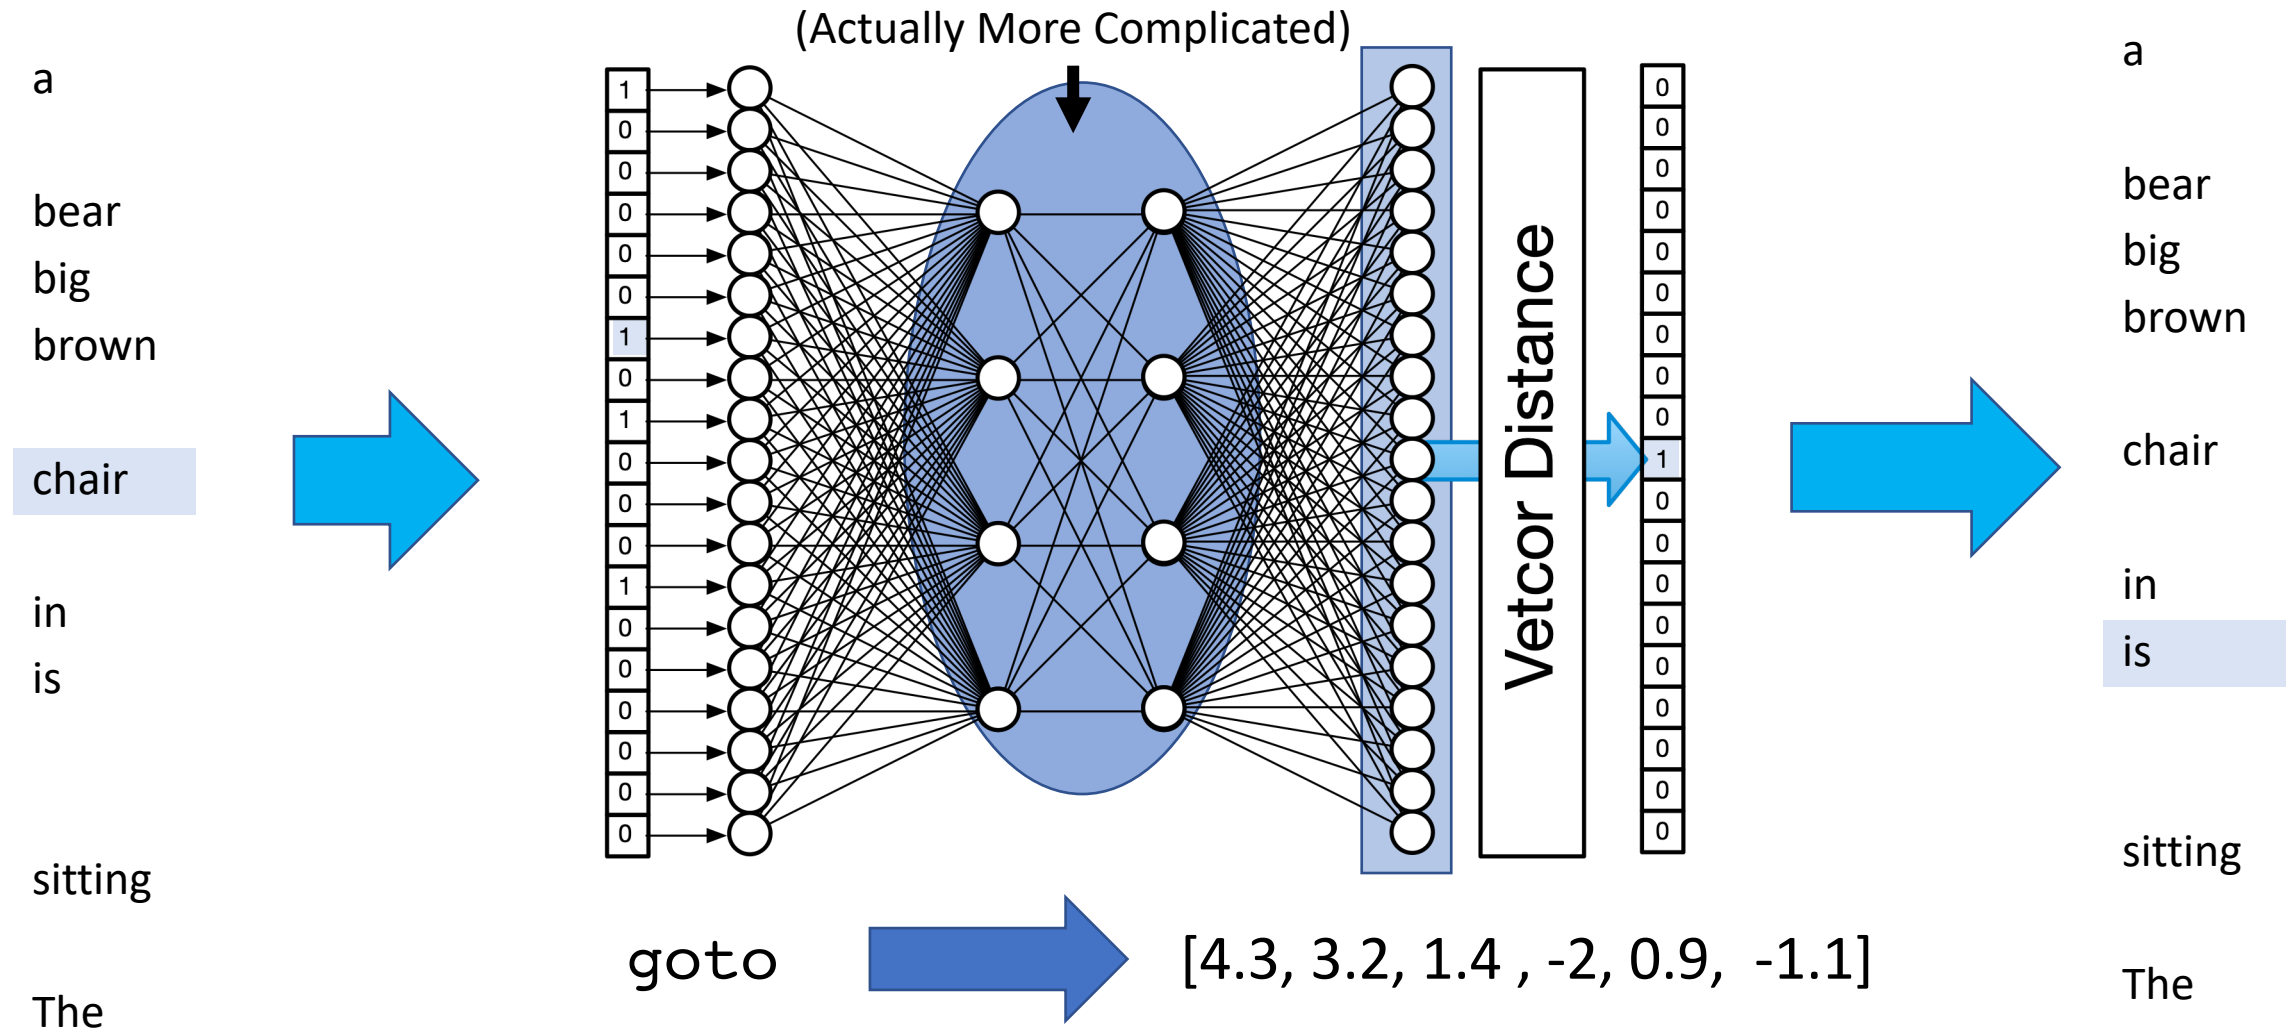 (Actually More Complicated)
a
bear
big
brown
chair
in
is
sitting
The
1
0
0
0
0
0
1
0
1
0
0
0
1
0
0
0
0
0
0
Vetcor Distance
0
0
0
0
0
0
0
0
0
1
0
0
0
0
0
0
0
0
0
a
bear
big
brown
chair
in
is
sitting
The
goto
[4.3, 3.2, 1.4 , -2, 0.9, -1.1]